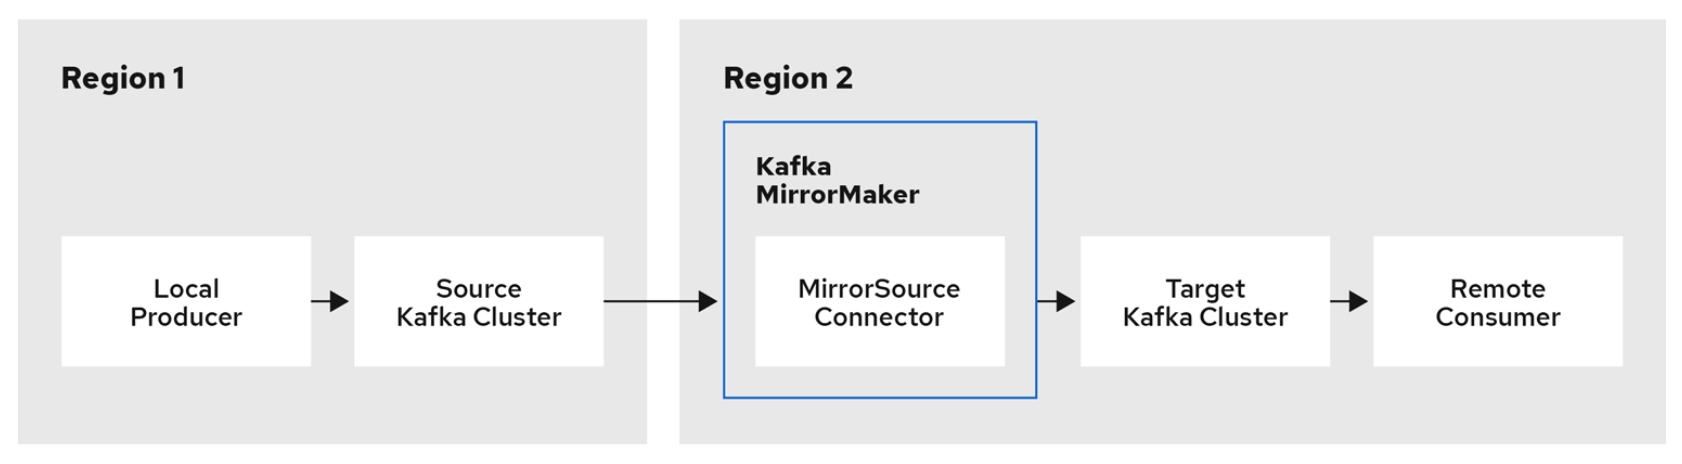 Region 1
Local
Producer
Source
Kafka Cluster
Region 2
Kafka
MirrorMaker
MirrorSource
Connector
Target
Kafka Cluster
Remote
Consumer